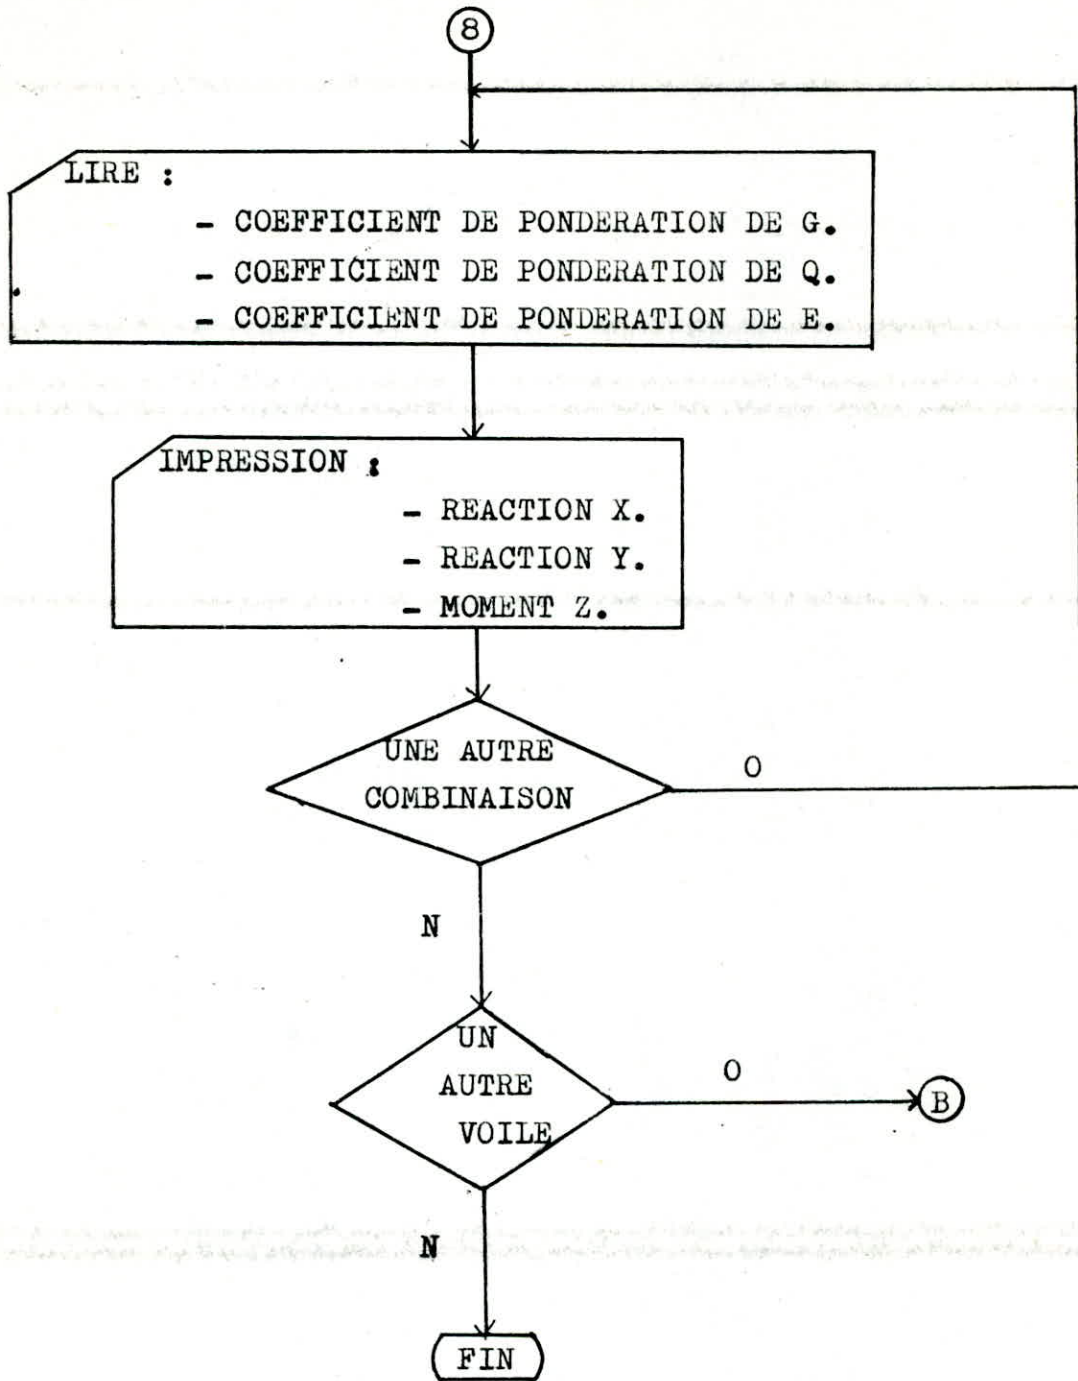 8
LIRE :
- COEFFICIENT DE PONDERATION DE G.
- COEFFICIENT DE PONDERATION DE Q.
- COEFFICIENT DE PONDERATION DE E.
IMPRESSION :
- REACTION X.
- REACTION Y.
- MOMENT Z.
UNE AUTRE
COMBINAISON
O
N
UN
AUTRE
VOILE
O
B
N
FIN